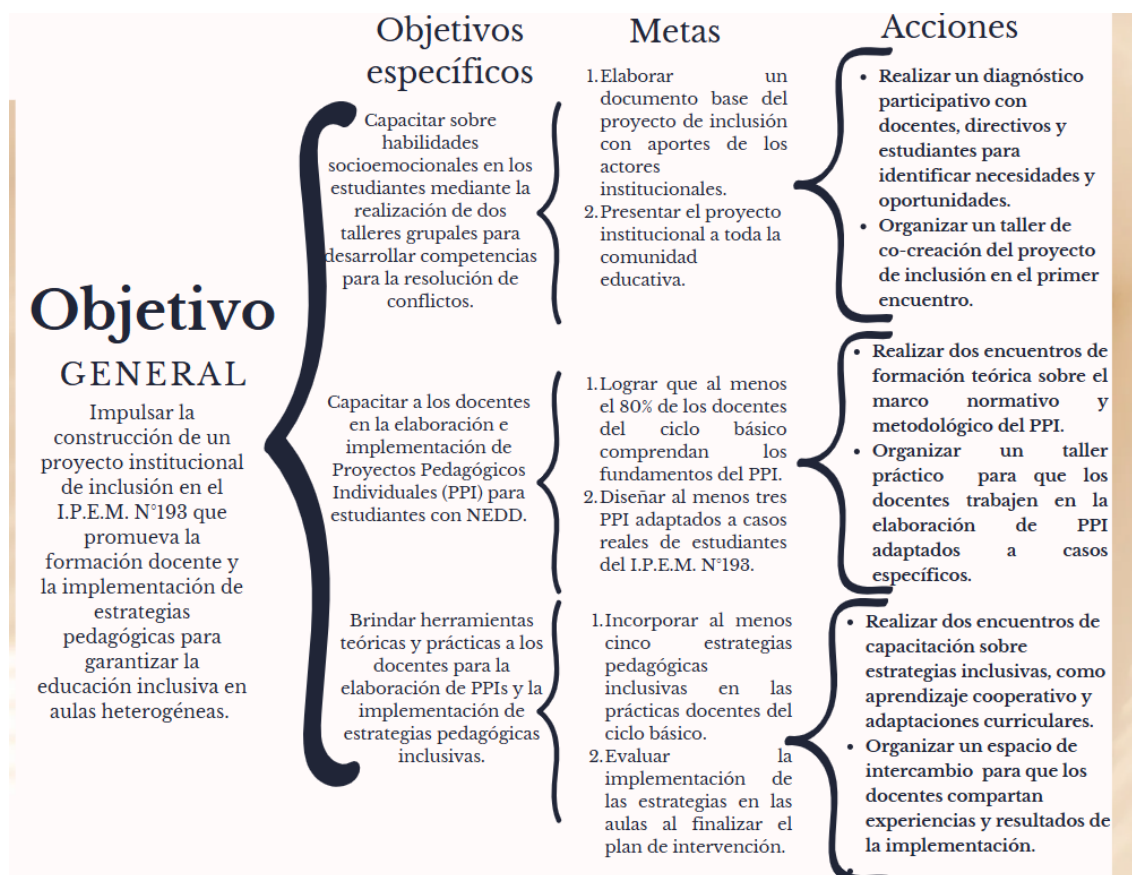 Objetivo
GENERAL
Impulsar la
construcción de un
proyecto institucional
de inclusión en el
I.P.E.M. N°193 que
promueva la
formación docente y
la implementación de
estrategias
pedagógicas para
garantizar la
educación inclusiva en
aulas heterogéneas.
Objetivos
específicos
Capacitar sobre
habilidades
socioemocionales en los
estudiantes mediante la
realización de dos
talleres grupales para
desarrollar competencias
para la resolución de
conflictos.
Capacitar a los docentes
en la elaboración e
implementación de
Proyectos Pedagógicos
Individuales (PPI) para
estudiantes con NEDD.
Brindar herramientas
teóricas y prácticas a los
docentes para la
elaboración de PPIs y la
implementación de
estrategias pedagógicas
inclusivas.
Metas
1. Elaborar un
documento base del
proyecto de inclusión
con aportes de los
actores
institucionales.
2. Presentar el proyecto
institucional a toda la
comunidad
educativa.
1. Lograr que al menos
el 80% de los docentes
del ciclo básico
comprendan los
fundamentos del PPI.
2. Diseñar al menos tres
PPI adaptados a casos
reales de estudiantes
del I.P.E.M. N°193.
1. Incorporar al menos
cinco estrategias
pedagógicas
inclusivas en las
prácticas docentes del
ciclo básico.
2. Evaluar la
implementación de
las estrategias en las
aulas al finalizar el
plan de intervención.
Acciones
• Realizar un diagnóstico
participativo con
docentes, directivos y
estudiantes para
identificar necesidades y
oportunidades.
• Organizar un taller de
co-creación del proyecto
de inclusión en el primer
encuentro.
• Realizar dos encuentros de
formación teórica sobre el
marco normativo y
metodológico del PPI.
• Organizar un taller
práctico para que los
docentes trabajen en la
elaboración de PPI
adaptados a casos
específicos.
• Realizar dos encuentros de
capacitación sobre
estrategias inclusivas, como
aprendizaje cooperativo y
adaptaciones curriculares.
• Organizar un espacio de
intercambio para que los
docentes compartan
experiencias y resultados de
la implementación.